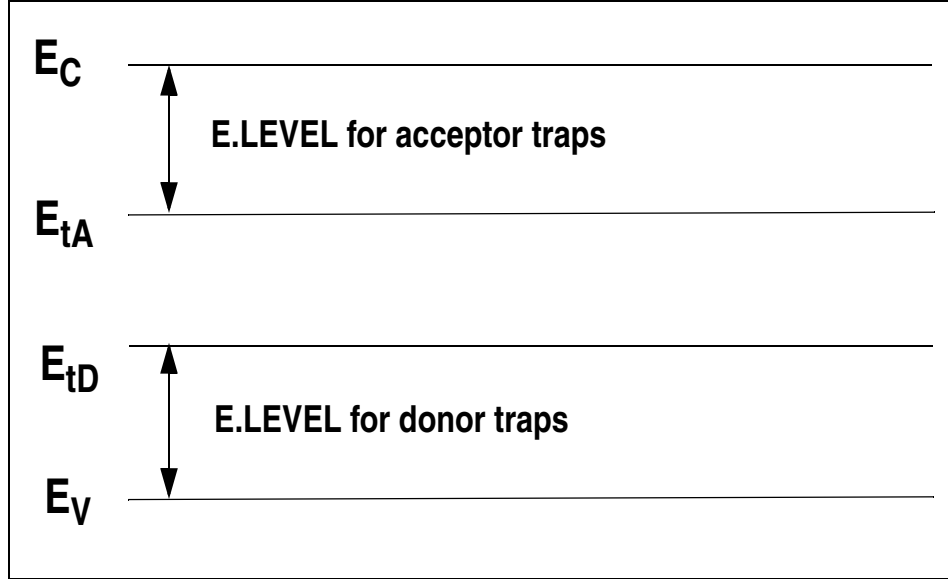 E_C
E.LEVEL for acceptor traps
E_tA
E_tD
E.LEVEL for donor traps
E_V